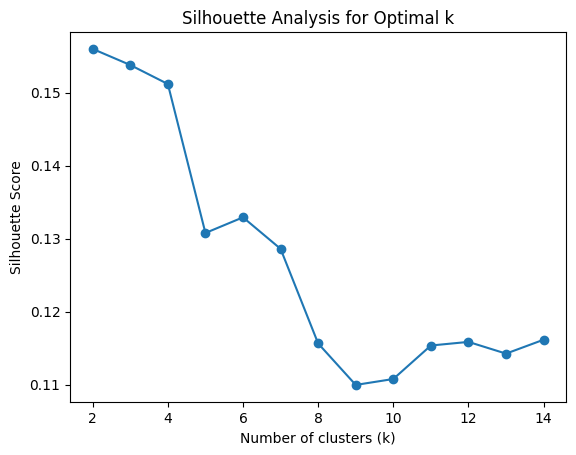 Silhouette Analysis for Optimal k
Silhouette Score
0.15
0.14
0.13
0.12
0.11
2 4 6 8 10 12 14
Number of clusters (k)